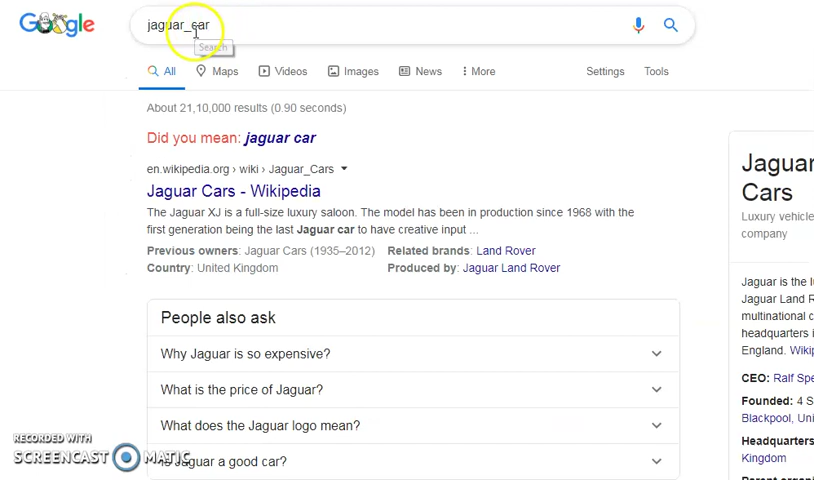 Google
jaguar_car
Search
All Maps Videos Images News More Settings Tools
About 21,10,000 results (0.90 seconds)
Did you mean: jaguar car
en.wikipedia.org › wiki › Jaguar_Cars
Jaguar Cars - Wikipedia
The Jaguar XJ is a full-size luxury saloon. The model has been in production since 1968 with the
first generation being the last Jaguar car to have creative input ...
Previous owners: Jaguar Cars (1935–2012) Related brands: Land Rover
Country: United Kingdom Produced by: Jaguar Land Rover
People also ask
Why Jaguar is so expensive?
What is the price of Jaguar?
What does the Jaguar logo mean?
Is Jaguar a good car?
Jaguar
Cars
Luxury vehicle
company
Jaguar is the
Jaguar Land
multinational
headquarters
England.
CEO: Ralf
Founded: 4
Blackpool,
Headquarters
Kingdom
RECORDED WITH
SCREENCAST MATIC